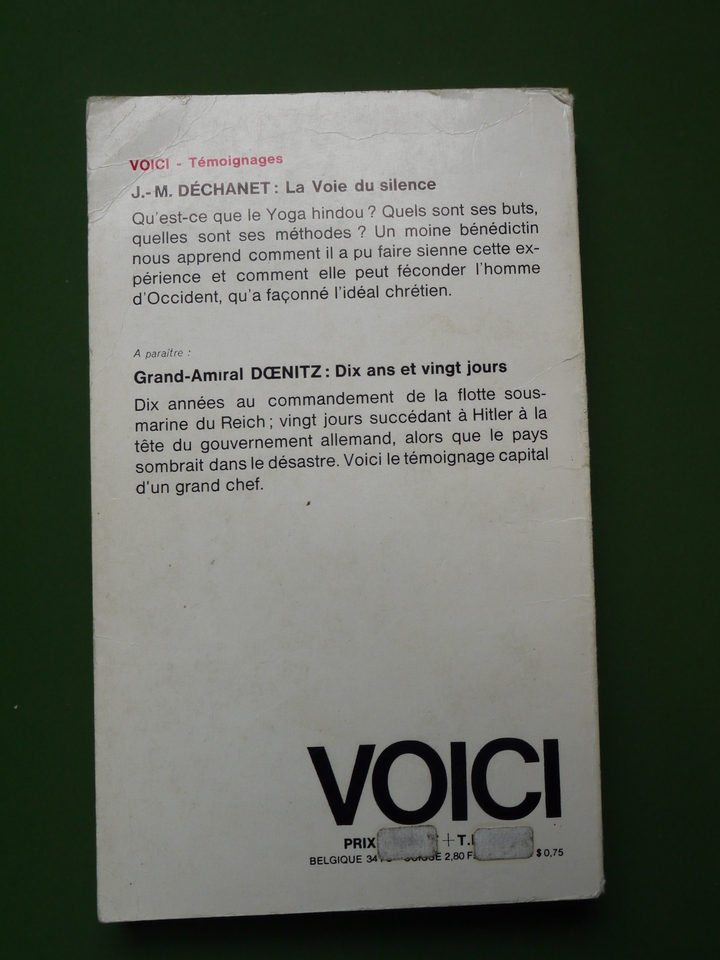 VOICI - Témoignages
J.-M. DÉCHANET : La Voie du silence
Qu'est-ce que le Yoga hindou ? Quels sont ses buts,
quelles sont ses méthodes ? Un moine bénédictin
nous apprend comment il a pu faire sienne cette ex-
périence et comment elle peut féconder l'homme
d'Occident, qu'a façonné l'idéal chrétien.
A paraître :
Grand-Amiral DŒNITZ : Dix ans et vingt jours
Dix années au commandement de la flotte sous-
marine du Reich ; vingt jours succédant à Hitler à la
tête du gouvernement allemand, alors que le pays
sombrait dans le désastre. Voici le témoignage capital
d'un grand chef.
VOICI
PRIX + T.
BELGIQUE 34 SUISSE 2,80 F $ 0,75